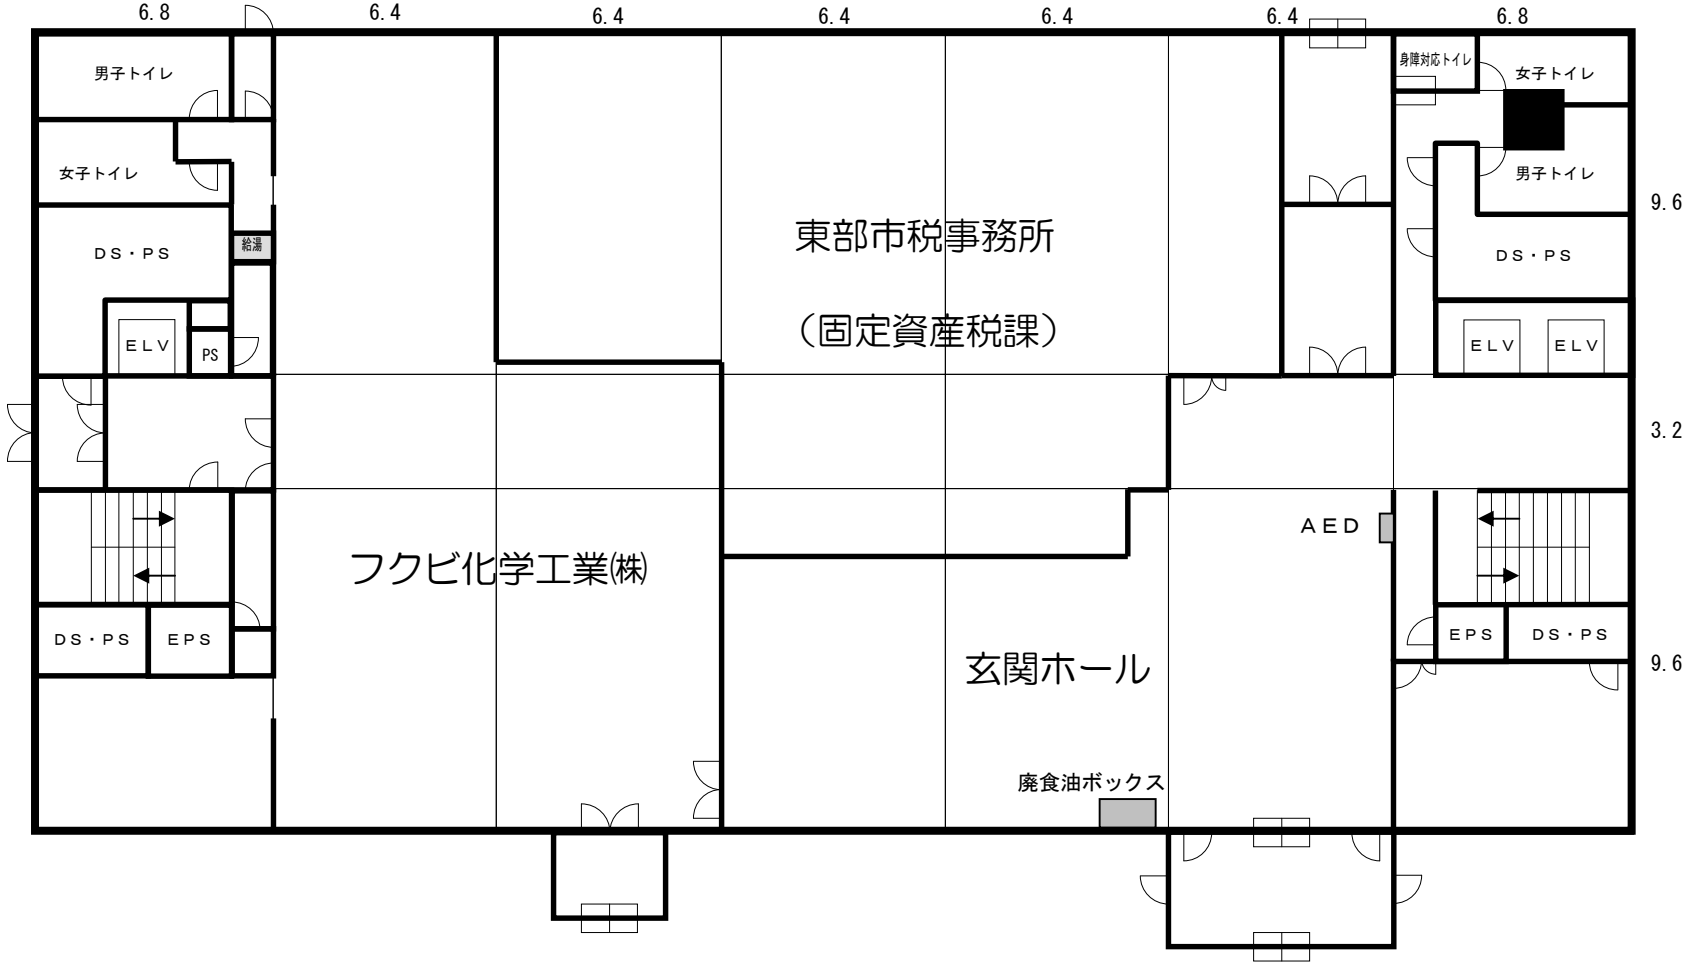 6.8
6.4
6.4
6.4
6.4
6.4
6.8
男子トイレ
身障対応トイレ
女子トイレ
女子トイレ
男子トイレ
9.6
東部市税事務所
給湯
DS・PS
DS・PS
（固定資産税課）
ELV
PS
ELV
ELV
3.2
AED
フクビ化学工業㈱
DS・PS
EPS
EPS
DS・PS
玄関ホール
9.6
廃食油ボックス